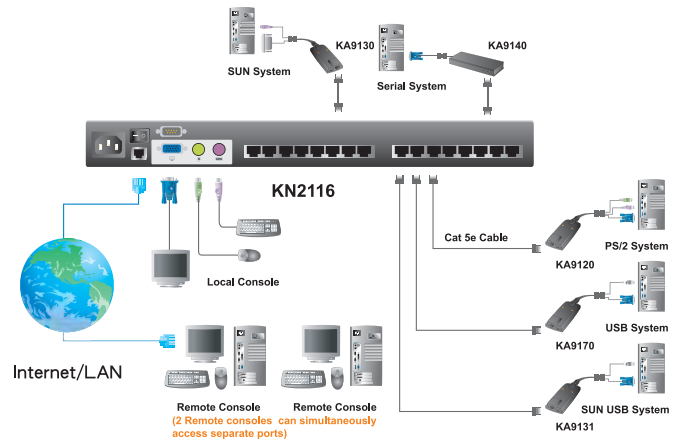 KA9130
KA9140
SUN System
Serial System
KN2116
Cat 5e Cable
KA9120
PS/2 System
Local Console
KA9170
USB System
Internet/LAN
Remote Console
Remote Console
(2 Remote consoles can simultaneously
access separate ports)
KA9131
SUN USB System